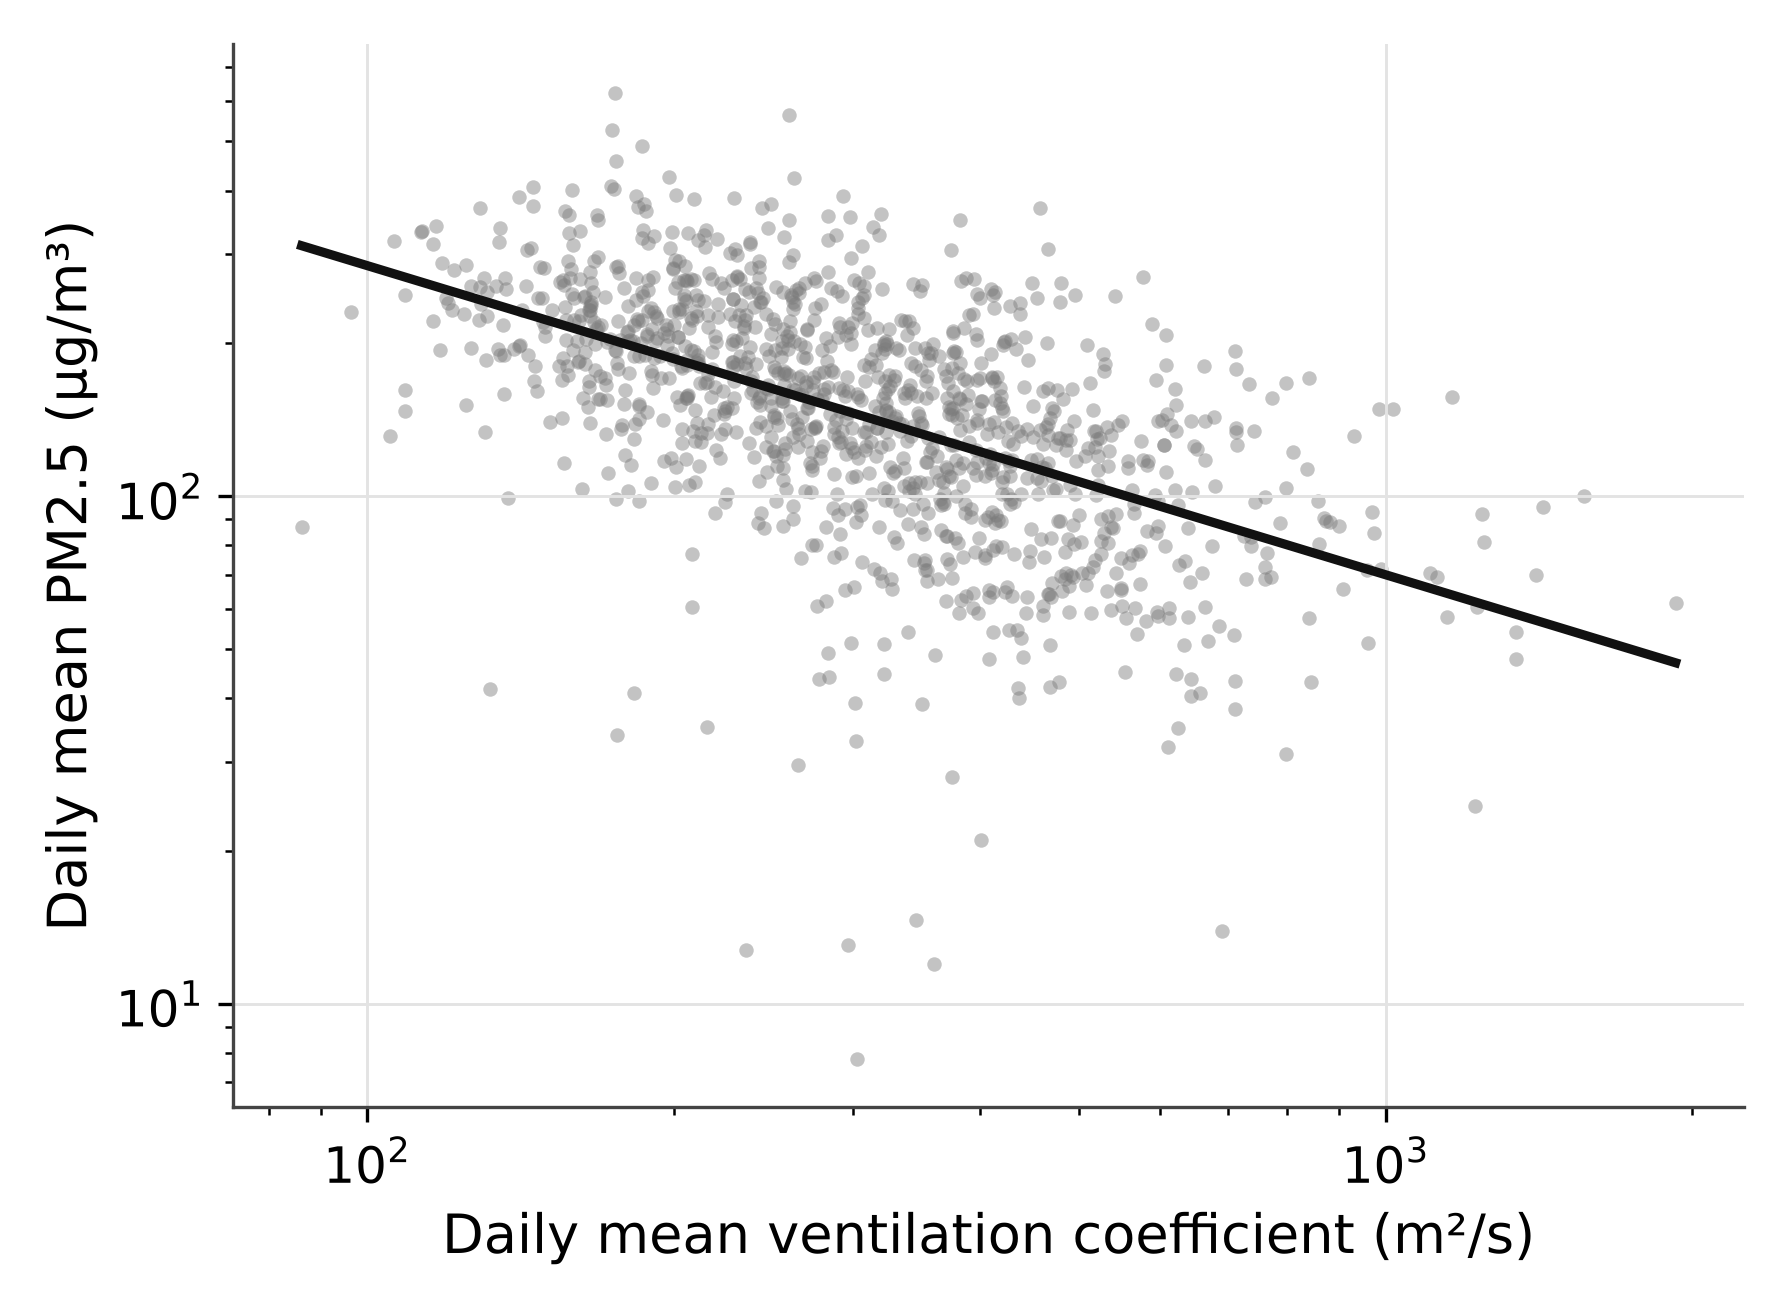 Daily mean PM2.5 (μg/m³)
10²
10¹
10²
10³
Daily mean ventilation coefficient (m²/s)